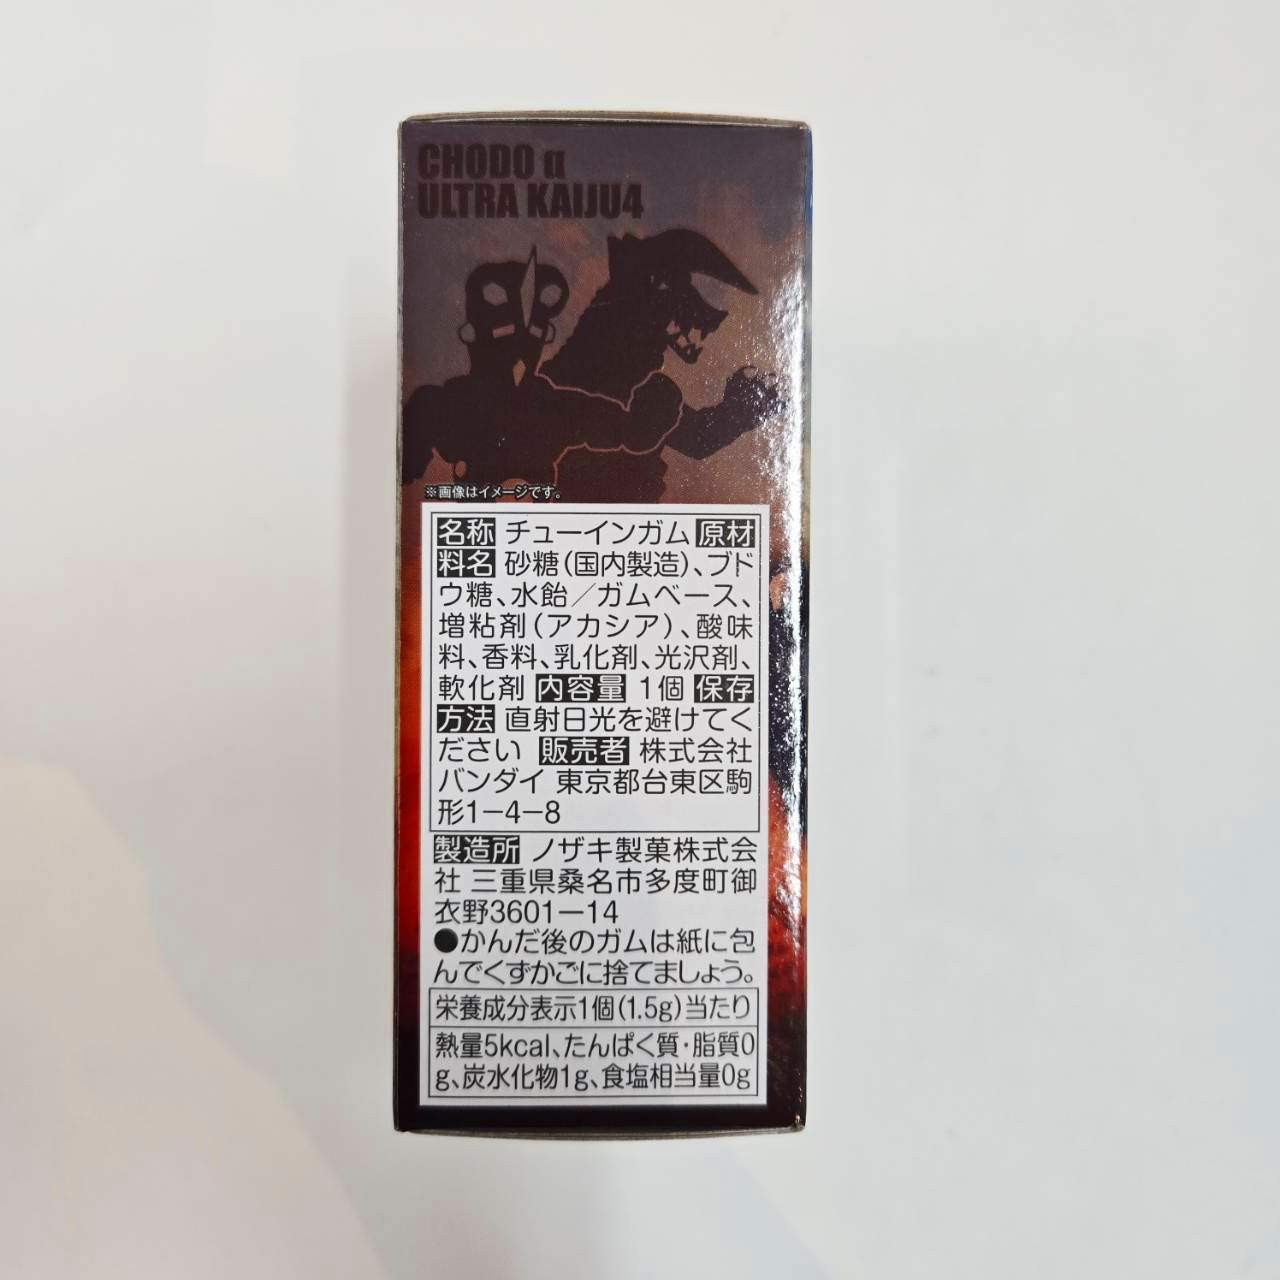 CHODO α
ULTRA KAIJU4
※画像はイメージです。
名称 チューインガム 原材
料名 砂糖(国内製造)、ブド
ウ糖、水飴／ガムベース、
増粘剤(アカシア)、酸味
料、香料、乳化剤、光沢剤、
軟化剤 内容量 1個 保存
方法 直射日光を避けてく
ださい 販売者 株式会社
バンダイ 東京都台東区駒
形1−4−8
製造所 ノザキ製菓株式会
社 三重県桑名市多度町御
衣野3601−14
●かんだ後のガムは紙に包
んでくずかごに捨てましょう。
栄養成分表示1個(1.5g)当たり
熱量5kcal、たんぱく質・脂質0
g、炭水化物1g、食塩相当量0g